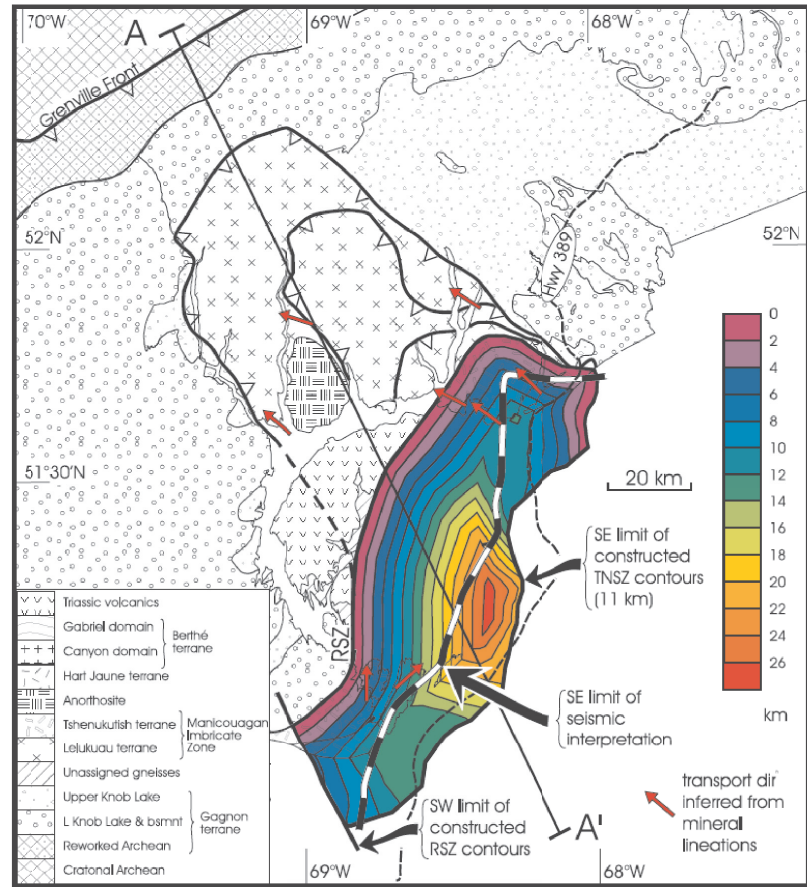 70°W
69°W
68°W
A
Grenville Front
52°N
52°N
Hwy 389
0
2
4
6
8
10
12
14
16
18
20
22
24
26
km
51°30'N
20 km
SE limit of
constructed
TNSZ contours
(11 km)
RSZ
SE limit of
seismic
interpretation
Triassic volcanics
Gabriel domain
Canyon domain
Berthé
terrane
Hart Jaune terrane
Anorthosite
Tshenukutish terrane
Lelukuau terrane
Manicouagan
Imbricate
Zone
Unassigned gneisses
Upper Knob Lake
L Knob Lake & bsmnt
Reworked Archean
Gagnon
terrane
Cratonal Archean
A'
SW limit of
constructed
RSZ contours
transport dir
inferred from
mineral
lineations
69°W
68°W